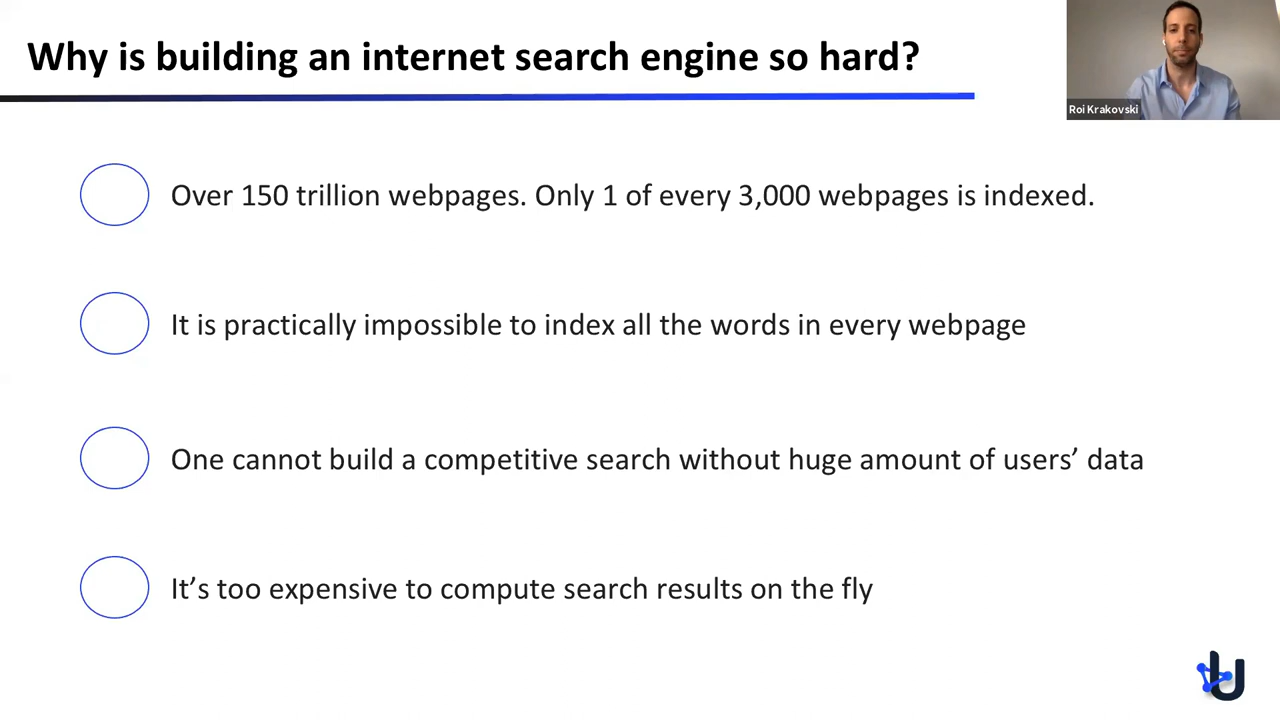 Why is building an internet search engine so hard?
Roi Krakovski
Over 150 trillion webpages. Only 1 of every 3,000 webpages is indexed.
It is practically impossible to index all the words in every webpage
One cannot build a competitive search without huge amount of users’ data
It’s too expensive to compute search results on the fly